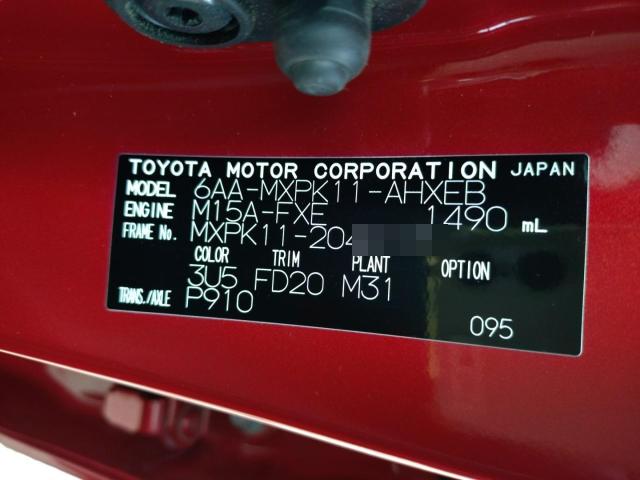 TOYOTA MOTOR CORPORATION JAPAN
MODEL 6AA-MXPK11-AHXEB
ENGINE M15A-FXE 1490 mL
FRAME No. MXPK11-204
COLOR TRIM PLANT OPTION
3U5 FD20 M31
TRANS./AXLE P910
095